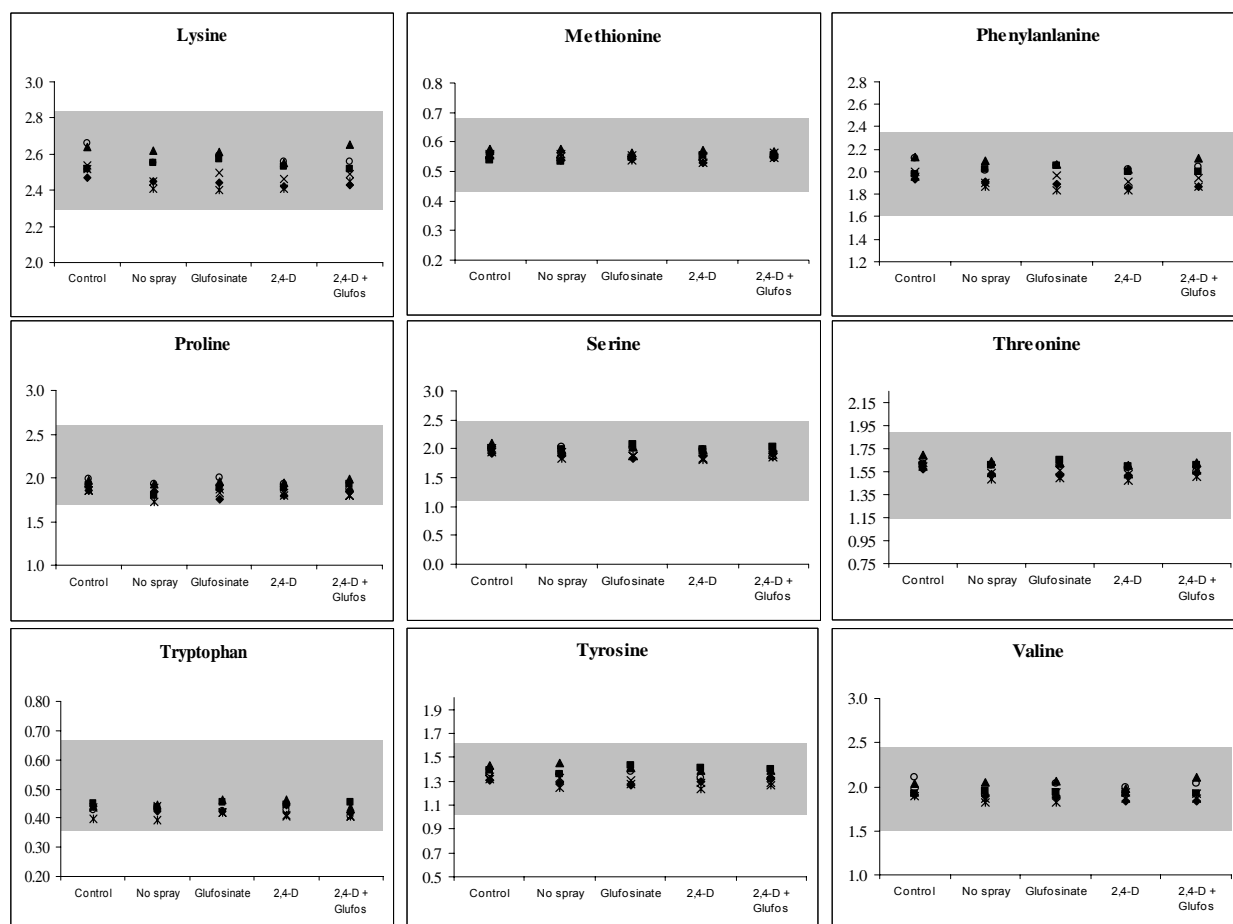 Lysine
3.0
2.8
2.6
2.4
2.2
2.0
Control No spray Glufosinate 2,4-D 2,4-D +
Glufos
Methionine
0.8
0.7
0.6
0.5
0.4
0.3
0.2
Control No spray Glufosinate 2,4-D 2,4-D +
Glufos
Phenylanlanine
2.8
2.6
2.4
2.2
2.0
1.8
1.6
1.4
1.2
Control No spray Glufosinate 2,4-D 2,4-D +
Glufos
Proline
3.0
2.5
2.0
1.5
1.0
Control No spray Glufosinate 2,4-D 2,4-D +
Glufos
Serine
3.0
2.5
2.0
1.5
1.0
0.5
0.0
Control No spray Glufosinate 2,4-D 2,4-D +
Glufos
Threonine
2.15
1.95
1.75
1.55
1.35
1.15
0.95
0.75
Control No spray Glufosinate 2,4-D 2,4-D +
Glufos
Tryptophan
0.80
0.70
0.60
0.50
0.40
0.30
0.20
Control No spray Glufosinate 2,4-D 2,4-D +
Glufos
Tyrosine
1.9
1.7
1.5
1.3
1.1
0.9
0.7
0.5
Control No spray Glufosinate 2,4-D 2,4-D +
Glufos
Valine
3.0
2.5
2.0
1.5
1.0
Control No spray Glufosinate 2,4-D 2,4-D +
Glufos